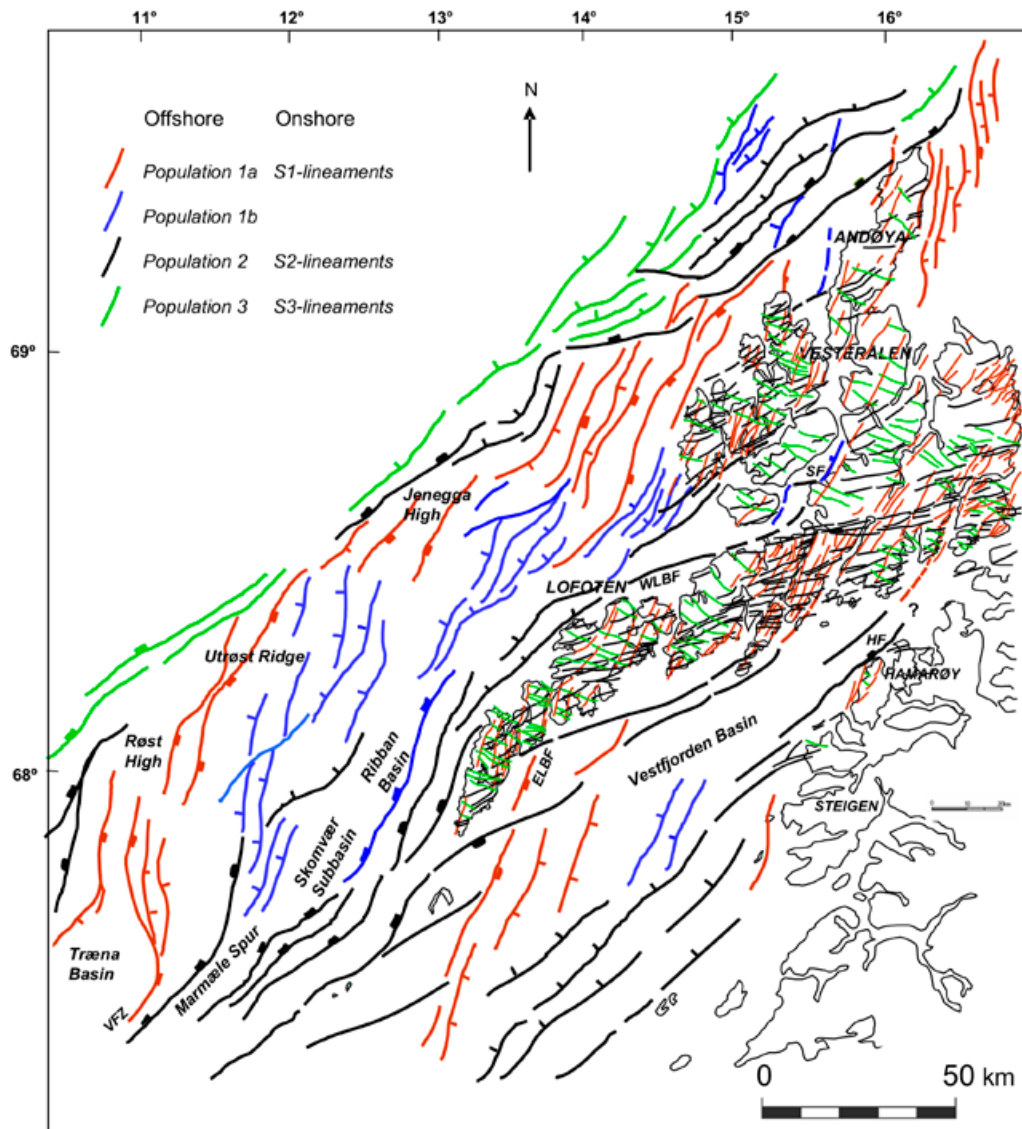 11° 12° 13° 14° 15° 16°
N
Offshore Onshore
Population 1a S1-lineaments
Population 1b
Population 2 S2-lineaments
Population 3 S3-lineaments
ANDØYA
69°
VESTERÅLEN
SF
Jenegga
High
LOFOTEN
WLBF
?
HF
HAMARØY
Utrøst Ridge
Røst
High
Ribban
Basin
68°
ELBF
Vestfjorden Basin
STEIGEN
Skomvær
Subbasin
Marmæle Spur
Træna
Basin
VFZ
0 50 km